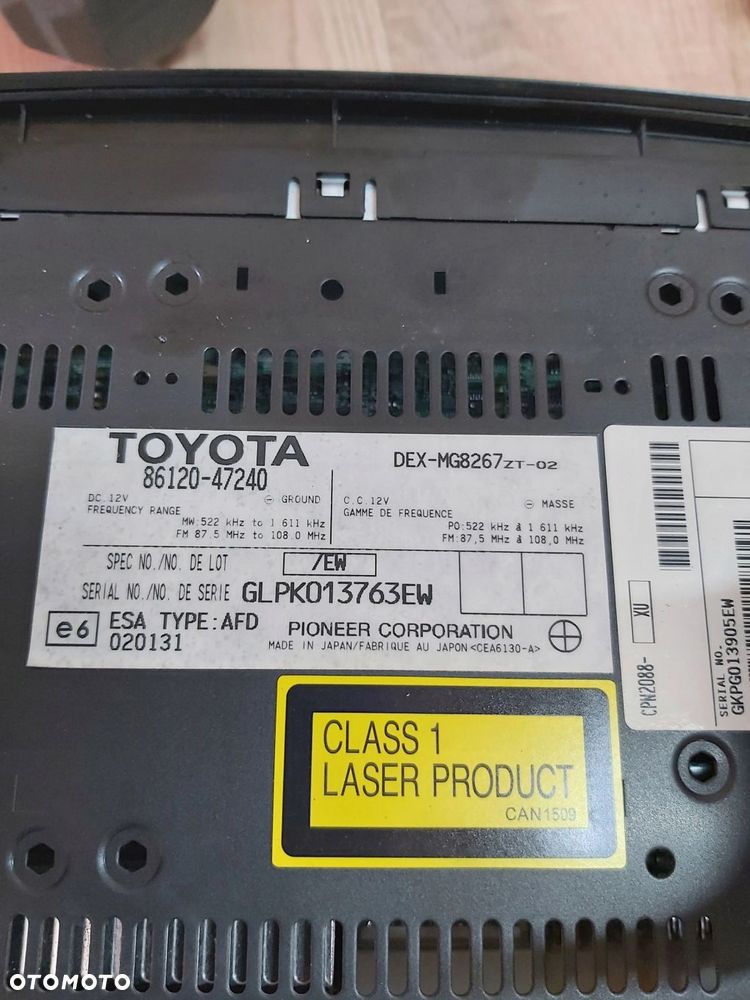 TOYOTA
86120-47240
DEX-MG8267ZT-02
DC. 12V ⊖ GROUND
FREQUENCY RANGE
MW: 522 kHz to 1 611 kHz
FM 87.5 MHz to 108.0 MHz
C.C. 12V ⊖ MASSE
GAMME DE FREQUENCE
PO: 522 kHz à 1 611 kHz
FM: 87,5 MHz à 108,0 MHz
SPEC NO./NO. DE LOT /EW
SERIAL NO./NO. DE SERIE GLPK013763EW
e6 ESA TYPE:AFD
020131
PIONEER CORPORATION
MADE IN JAPAN/FABRIQUE AU JAPON <CEA6130-A>
CPN2088- XU
SERIAL NO.
GKPG013905EW
CLASS 1
LASER PRODUCT
CAN1509
OTOMOTO